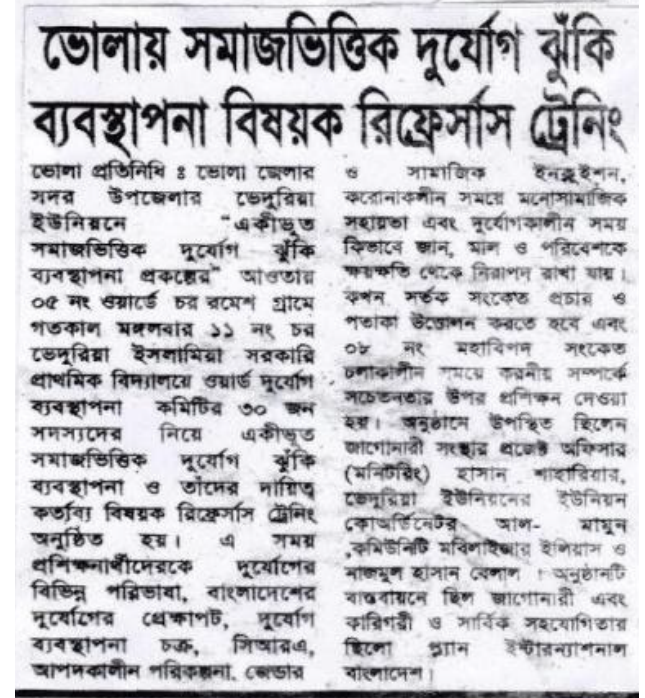 ভোলায় সমাজভিত্তিক দুর্যোগ ঝুঁকি
ব্যবস্থাপনা বিষয়ক রিফ্রের্সাস ট্রেনিং
ভোলা প্রতিনিধি ঃ ভোলা জেলার
সদর উপজেলার ভেদুরিয়া
ইউনিয়নে "একীভূত
সমাজভিত্তিক দুর্যোগ ঝুঁকি
ব্যবস্থাপনা প্রকল্পের" আওতায়
০৫ নং ওয়ার্ডে চর রমেশ গ্রামে
গতকাল মঙ্গলবার ১১ নং চর
ভেদুরিয়া ইসলামিয়া সরকারি
প্রাথমিক বিদ্যালয়ে ওয়ার্ড দুর্যোগ
ব্যবস্থাপনা কমিটির ৩০ জন
সদস্যদের নিয়ে একীভূত
সমাজভিত্তিক দুর্যোগ ঝুঁকি
ব্যবস্থাপনা ও তাঁদের দায়িত্ব
কর্তব্য বিষয়ক রিফ্রের্সাস ট্রেনিং
অনুষ্ঠিত হয়। এ সময়
প্রশিক্ষনার্থীদেরকে দুর্যোগের
বিভিন্ন পরিভাষা, বাংলাদেশের
দুর্যোগের প্রেক্ষাপট, দুর্যোগ
ব্যবস্থাপনা চক্র, সিআরএ,
আপদকালীন পরিকল্পনা, জেন্ডার
ও সামাজিক ইনক্লুইশন,
করোনাকালীন সময়ে মনোসামাজিক
সহায়তা এবং দুর্যোগকালীন সময়
কিভাবে জান, মাল ও পরিবেশকে
ক্ষয়ক্ষতি থেকে নিরাপদ রাখা যায়।
কখন সর্তক সংকেত প্রচার ও
পতাকা উত্তোলন করতে হবে এবং
০৮ নং মহাবিপদ সংকেত
চলাকালীন সময়ে করনীয় সম্পর্কে
সচেতনতার উপর প্রশিক্ষন দেওয়া
হয়। অনুষ্ঠানে উপস্থিত ছিলেন
জাগোনারী সংস্থার প্রজেক্ট অফিসার
(মনিটরিং) হাসান শাহারিয়ার,
ভেদুরিয়া ইউনিয়নের ইউনিয়ন
কোঅর্ডিনেটর আল- মামুন
,কমিউনিটি মবিলাইজার ইলিয়াস ও
নাজমুল হাসান বেলাল । অনুষ্ঠানটি
বাস্তবায়নে ছিল জাগোনারী এবং
কারিগরী ও সার্বিক সহযোগিতার
ছিলো প্ল্যান ইন্টারন্যাশনাল
বাংলাদেশ।